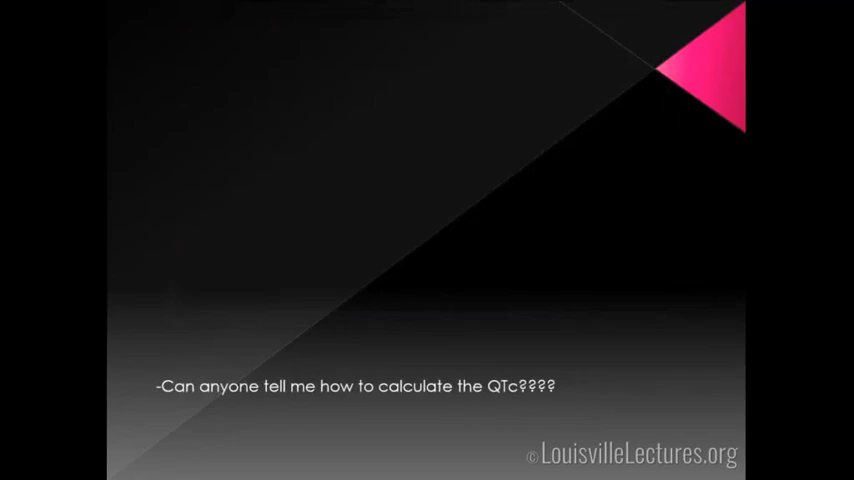 -Can anyone tell me how to calculate the QTc????
© LouisvilleLectures.org